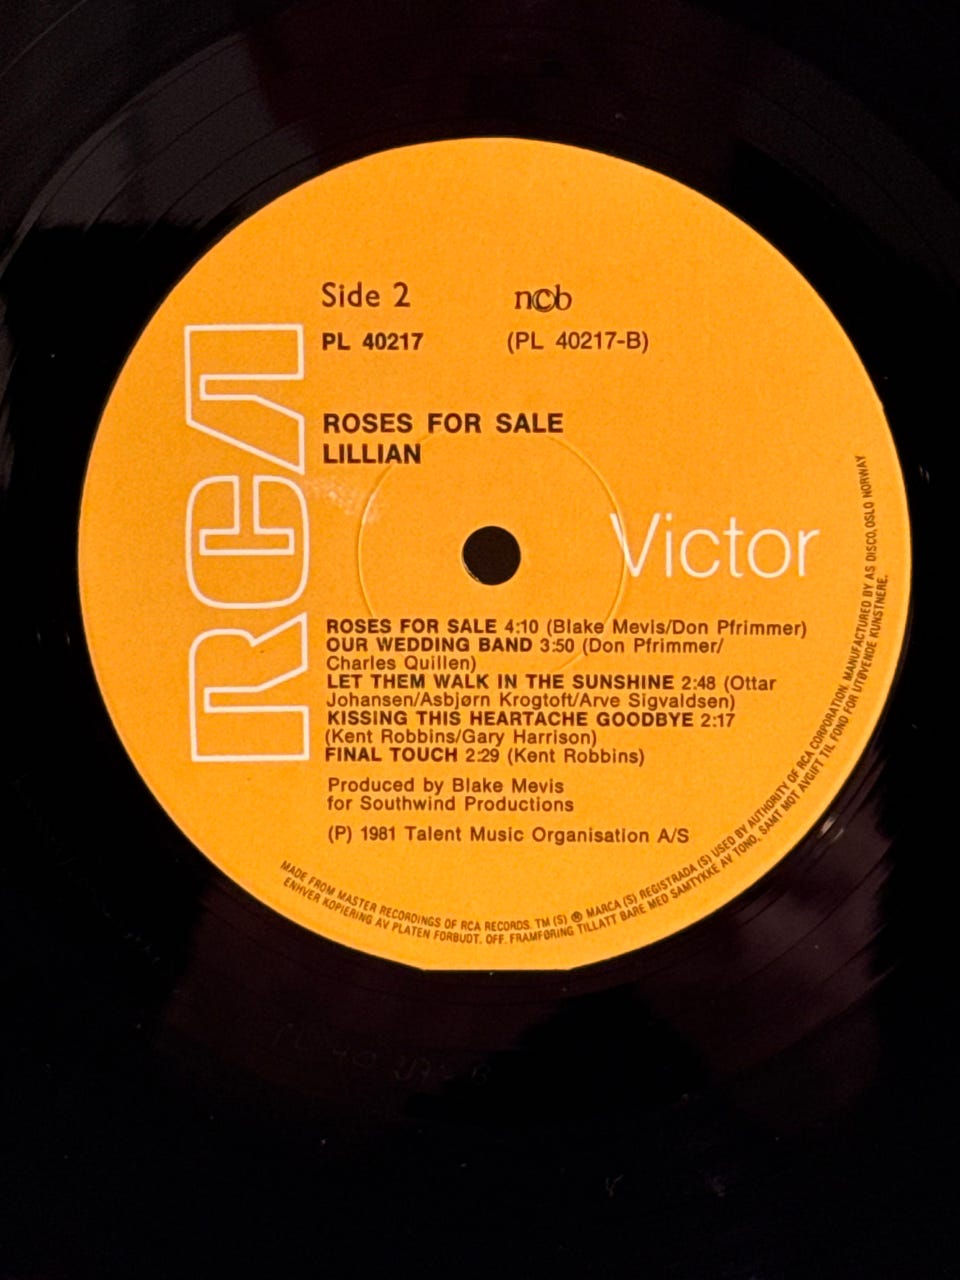 Side 2
ncb
PL 40217
(PL 40217-B)
ROSES FOR SALE
LILLIAN
RCA
Victor
ROSES FOR SALE 4:10 (Blake Mevis/Don Pfrimmer)
OUR WEDDING BAND 3:50 (Don Pfrimmer/
Charles Quillen)
LET THEM WALK IN THE SUNSHINE 2:48 (Ottar
Johansen/Asbjørn Krogtoft/Arve Sigvaldsen)
KISSING THIS HEARTACHE GOODBYE 2:17
(Kent Robbins/Gary Harrison)
FINAL TOUCH 2:29 (Kent Robbins)
Produced by Blake Mevis
for Southwind Productions
(P) 1981 Talent Music Organisation A/S
MADE FROM MASTER RECORDINGS OF RCA RECORDS. TM (S) ® MARCA (S) REGISTRADA (S) USED BY AUTHORITY OF RCA CORPORATION. MANUFACTURED BY AS DISCO, OSLO NORWAY
ENHVER KOPIERING AV PLATEN FORBUDT. OFF. FRAMFØRING TILLATT BARE MED SAMTYKKE AV TONO, SAMT MOT AVGIFT TIL FOND FOR UTØVENDE KUNSTNERE.